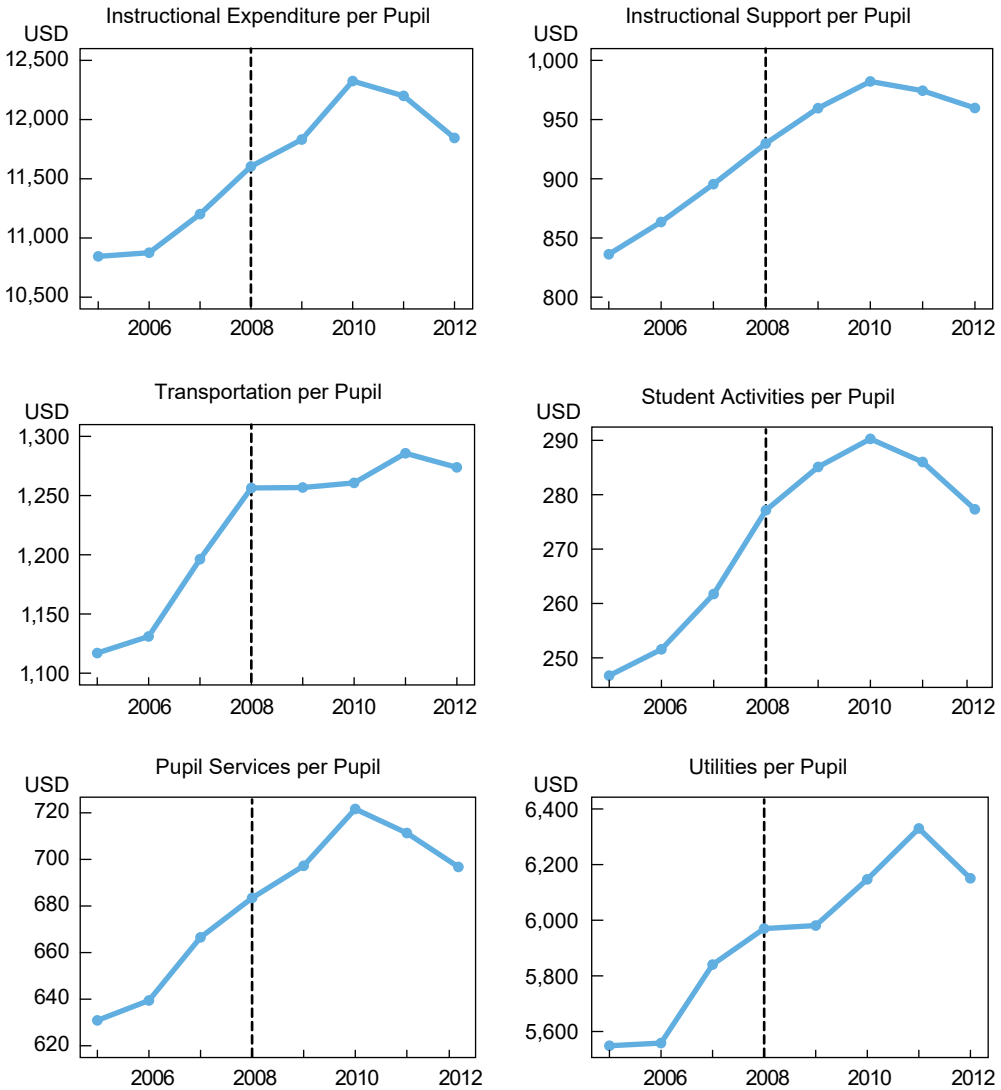 Instructional Expenditure per Pupil
USD
12,500
12,000
11,500
11,000
10,500
2006 2008 2010 2012
Instructional Support per Pupil
USD
1,000
950
900
850
800
2006 2008 2010 2012
Transportation per Pupil
USD
1,300
1,250
1,200
1,150
1,100
2006 2008 2010 2012
Student Activities per Pupil
USD
290
280
270
260
250
2006 2008 2010 2012
Pupil Services per Pupil
USD
720
700
680
660
640
620
2006 2008 2010 2012
Utilities per Pupil
USD
6,400
6,200
6,000
5,800
5,600
2006 2008 2010 2012